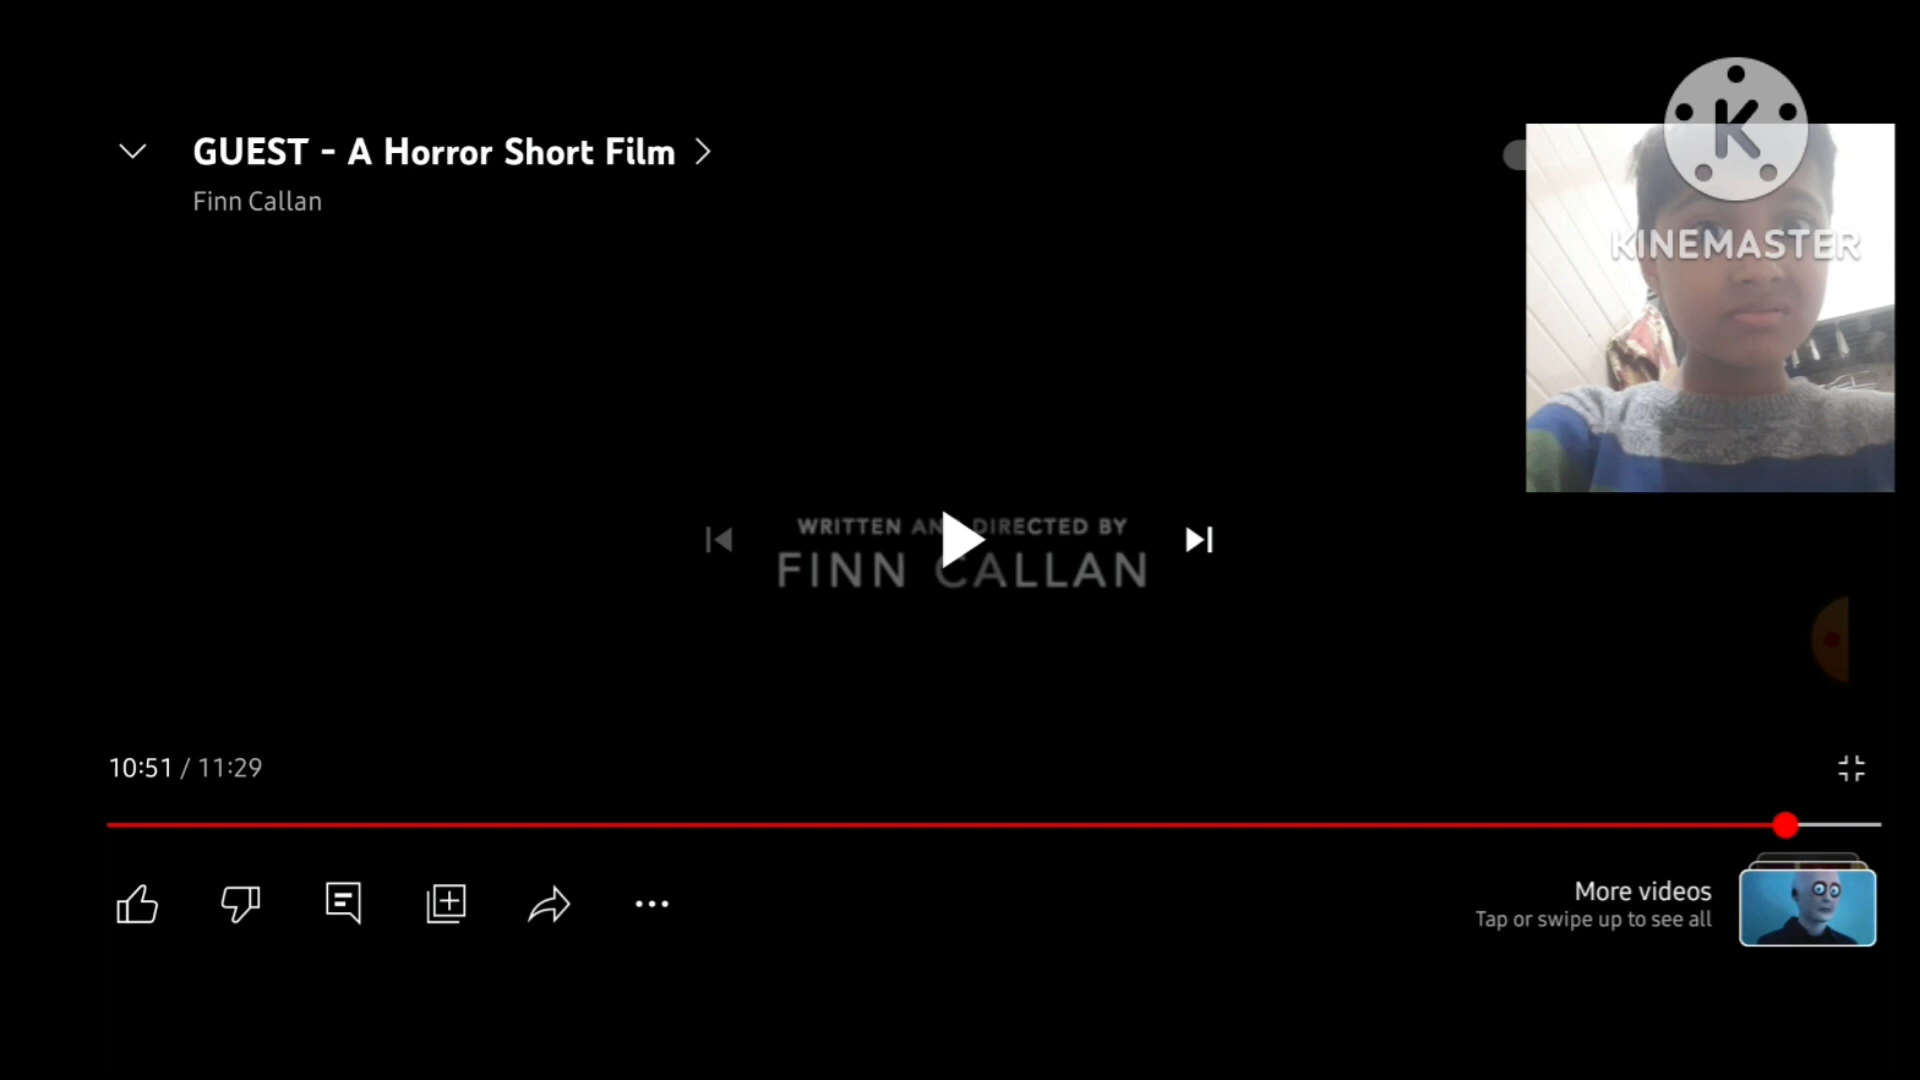 GUEST - A Horror Short Film
Finn Callan
K
KINEMASTER
WRITTEN AND DIRECTED BY
FINN CALLAN
10:51 / 11:29
More videos
Tap or swipe up to see all